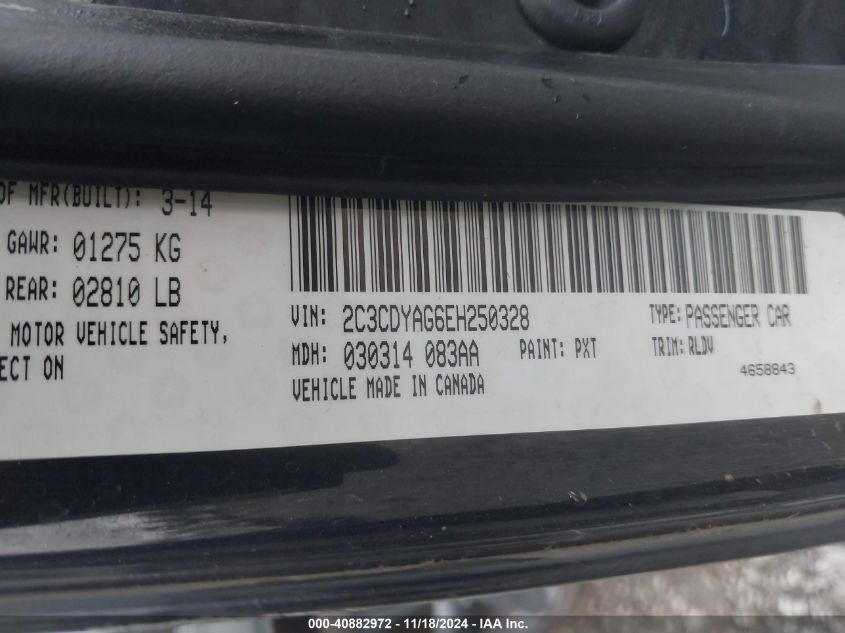 OF MFR(BUILT): 3-14
GAWR: 01275 KG
REAR: 02810 LB
MOTOR VEHICLE SAFETY,
ECT ON
VIN: 2C3CDYAG6EH250328
TYPE: PASSENGER CAR
MDH: 030314 083AA
PAINT: PXT
TRIM: RLDV
VEHICLE MADE IN CANADA
4658843
000-40882972 - 11/18/2024 - IAA Inc.